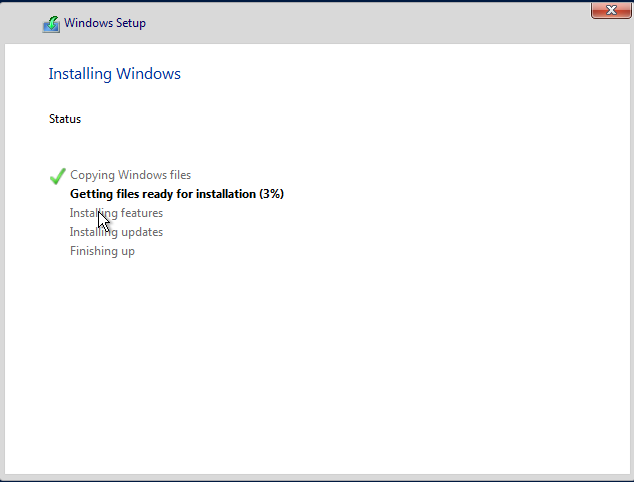 Windows Setup
Installing Windows
Status
Copying Windows files
Getting files ready for installation (3%)
Installing features
Installing updates
Finishing up